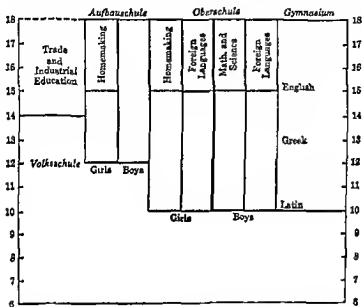 Aufbauschule Oberschule Gymnasium
18 18
17 17
16 16
15 15
14 14
13 13
12 12
11 11
10 10
9 9
8 8
7 7
6 6
Trade
and
Industrial
Education
Volksschule
Homemaking
Girls Boys
Homemaking
Foreign
Languages
Math. and
Science
Foreign
Languages
Girls Boys
English
Greek
Latin